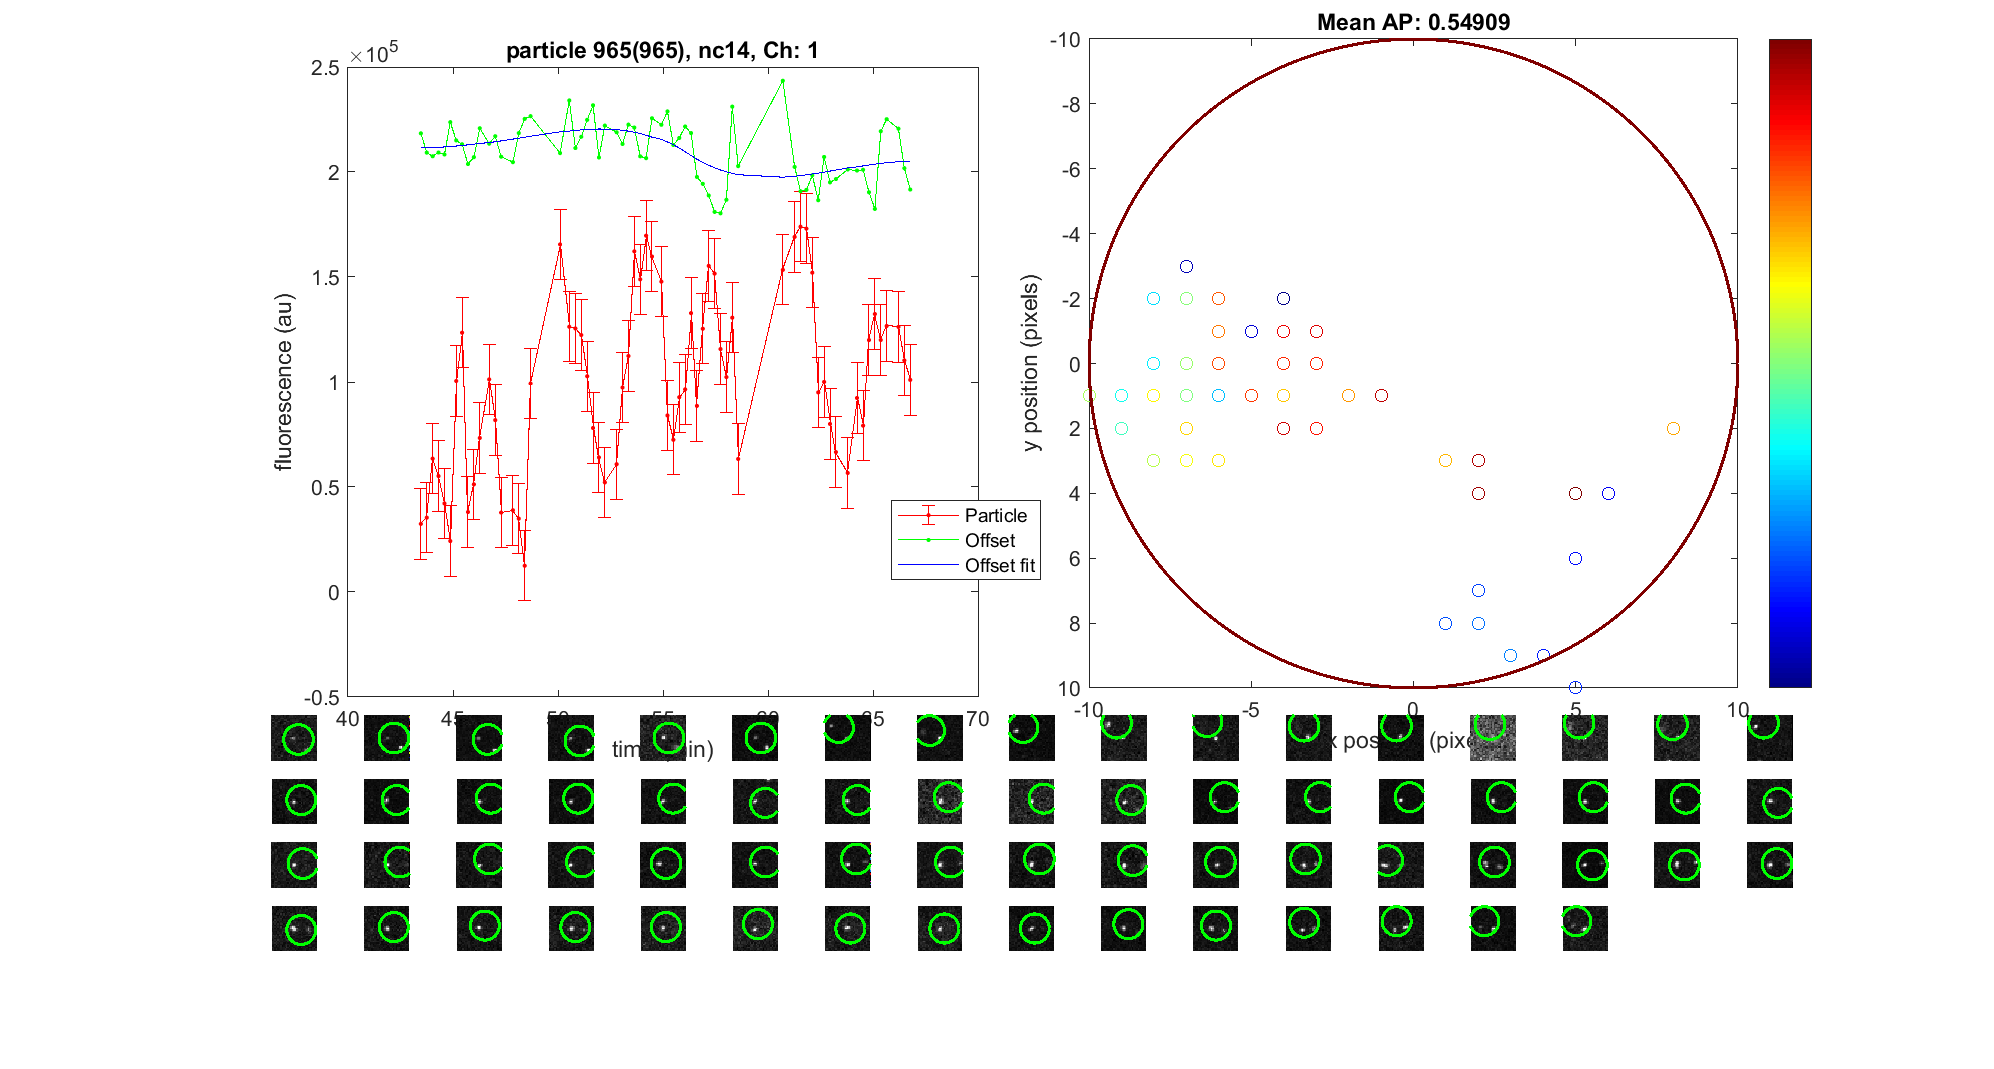 particle 965(965), nc14, Ch: 1
×10^5
2.5
2
1.5
1
0.5
0
-0.5
fluorescence (au)
40
70
Particle
Offset
Offset fit
Mean AP: 0.54909
-10
-8
-6
-4
-2
0
2
4
6
8
10
y position (pixels)
-10 -5 0 5 10